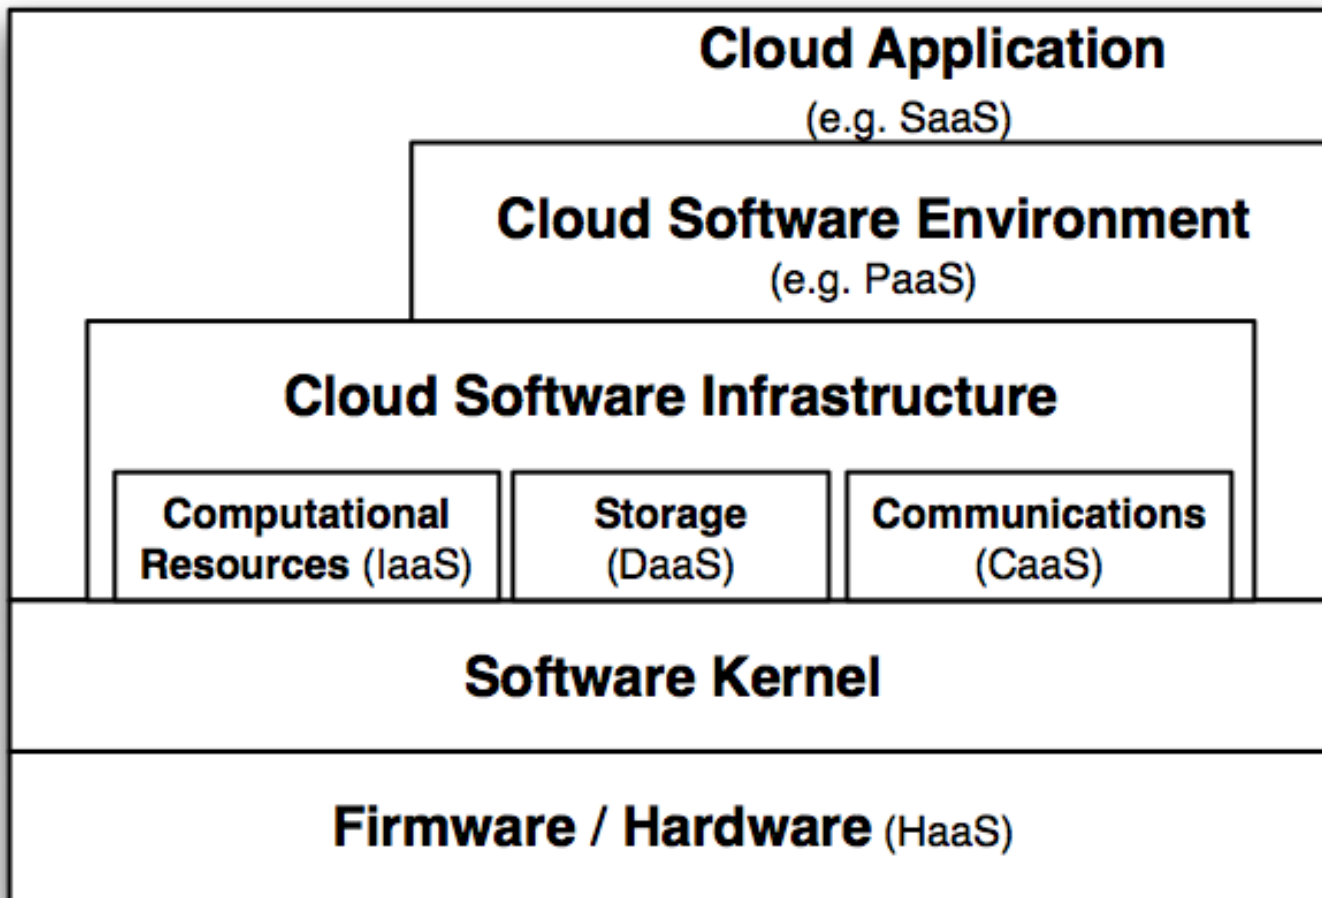 Cloud Application
(e.g. SaaS)
Cloud Software Environment
(e.g. PaaS)
Cloud Software Infrastructure
Computational
Resources (IaaS)
Storage
(DaaS)
Communications
(CaaS)
Software Kernel
Firmware / Hardware (HaaS)